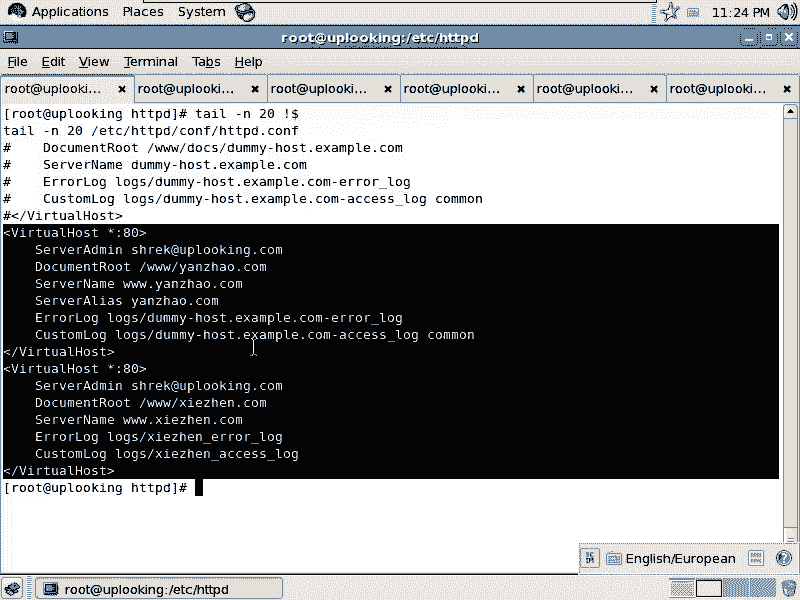 Applications Places System 11:24 PM
root@uplooking:/etc/httpd
File Edit View Terminal Tabs Help
root@uplooki... root@uplooki... root@uplooki... root@uplooki... root@uplooki... root@uplooki...
[root@uplooking httpd]# tail -n 20 !$
tail -n 20 /etc/httpd/conf/httpd.conf
#    DocumentRoot /www/docs/dummy-host.example.com
#    ServerName dummy-host.example.com
#    ErrorLog logs/dummy-host.example.com-error_log
#    CustomLog logs/dummy-host.example.com-access_log common
#</VirtualHost>
<VirtualHost *:80>
    ServerAdmin shrek@uplooking.com
    DocumentRoot /www/yanzhao.com
    ServerName www.yanzhao.com
    ServerAlias yanzhao.com
    ErrorLog logs/dummy-host.example.com-error_log
    CustomLog logs/dummy-host.example.com-access_log common
</VirtualHost>
<VirtualHost *:80>
    ServerAdmin shrek@uplooking.com
    DocumentRoot /www/xiezhen.com
    ServerName www.xiezhen.com
    ErrorLog logs/xiezhen_error_log
    CustomLog logs/xiezhen_access_log
</VirtualHost>
[root@uplooking httpd]#
English/European
root@uplooking:/etc/httpd